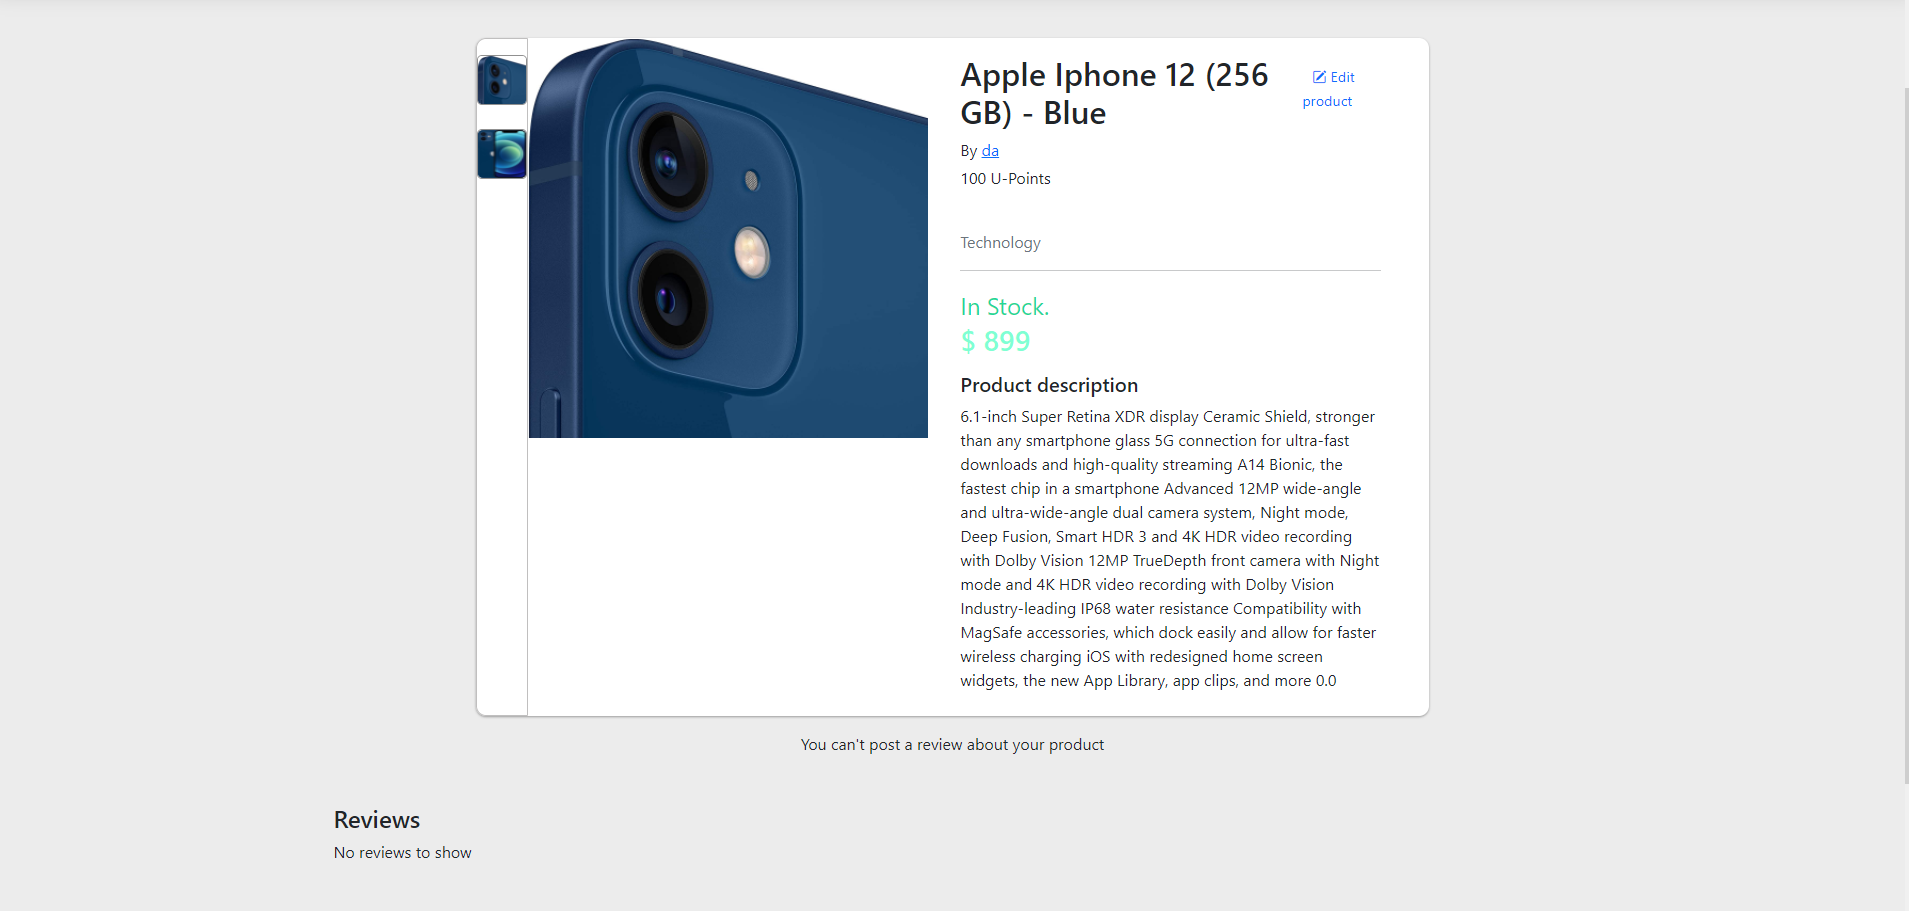 Apple Iphone 12 (256
GB) - Blue
Edit
product
By da
100 U-Points
Technology
In Stock.
$ 899
Product description
6.1-inch Super Retina XDR display Ceramic Shield, stronger
than any smartphone glass 5G connection for ultra-fast
downloads and high-quality streaming A14 Bionic, the
fastest chip in a smartphone Advanced 12MP wide-angle
and ultra-wide-angle dual camera system, Night mode,
Deep Fusion, Smart HDR 3 and 4K HDR video recording
with Dolby Vision 12MP TrueDepth front camera with Night
mode and 4K HDR video recording with Dolby Vision
Industry-leading IP68 water resistance Compatibility with
MagSafe accessories, which dock easily and allow for faster
wireless charging iOS with redesigned home screen
widgets, the new App Library, app clips, and more 0.0
You can't post a review about your product
Reviews
No reviews to show